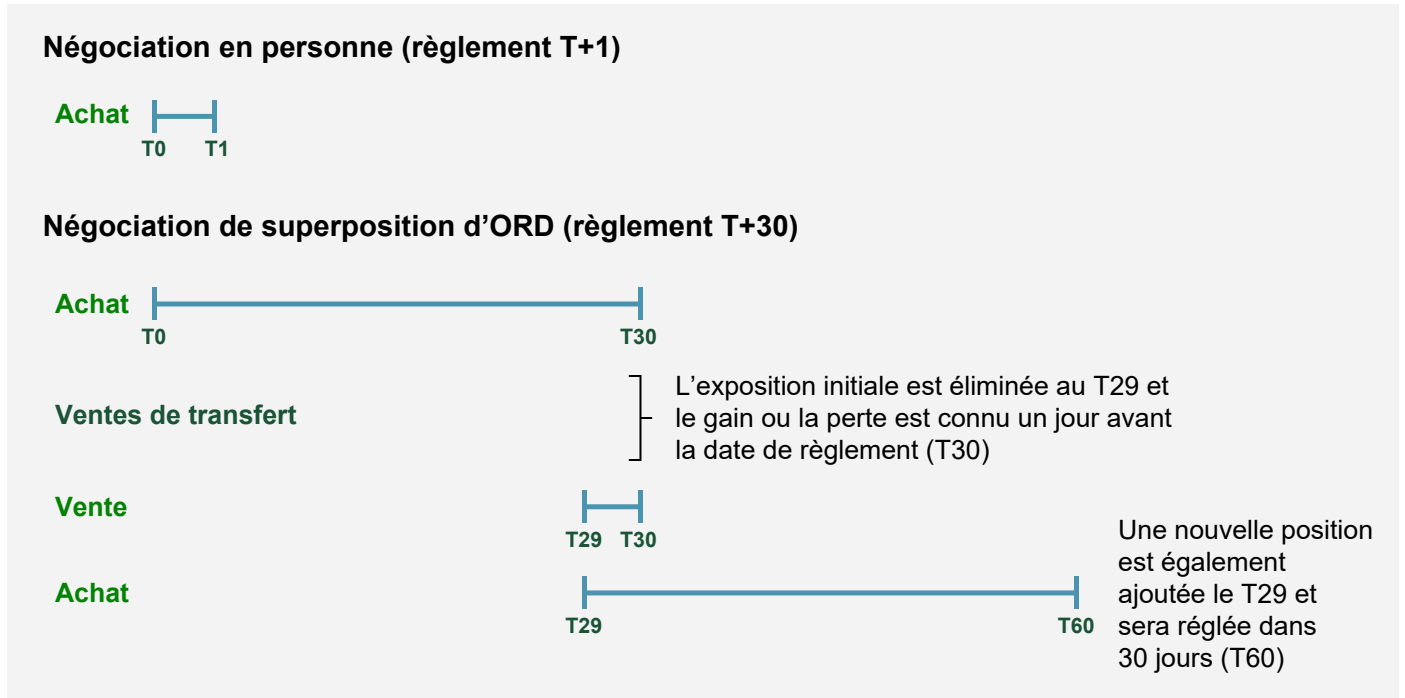 Négociation en personne (règlement T+1)
Achat
T0 T1
Négociation de superposition d’ORD (règlement T+30)
Achat
T0 T30
Ventes de transfert
L’exposition initiale est éliminée au T29 et
le gain ou la perte est connu un jour avant
la date de règlement (T30)
Vente
T29 T30
Achat
T29 T60
Une nouvelle position
est également
ajoutée le T29 et
sera réglée dans
30 jours (T60)